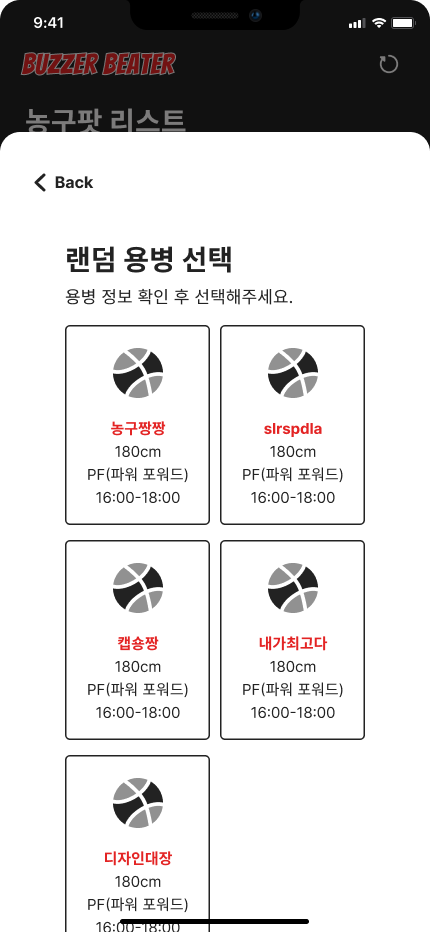 9:41
BUZZER BEATER
농구팟 리스트
Back
랜덤 용병 선택
용병 정보 확인 후 선택해주세요.
농구짱짱
180cm
PF(파워 포워드)
16:00-18:00
slrspdla
180cm
PF(파워 포워드)
16:00-18:00
캡숑짱
180cm
PF(파워 포워드)
16:00-18:00
내가최고다
180cm
PF(파워 포워드)
16:00-18:00
디자인대장
180cm
PF(파워 포워드)
16:00-18:00